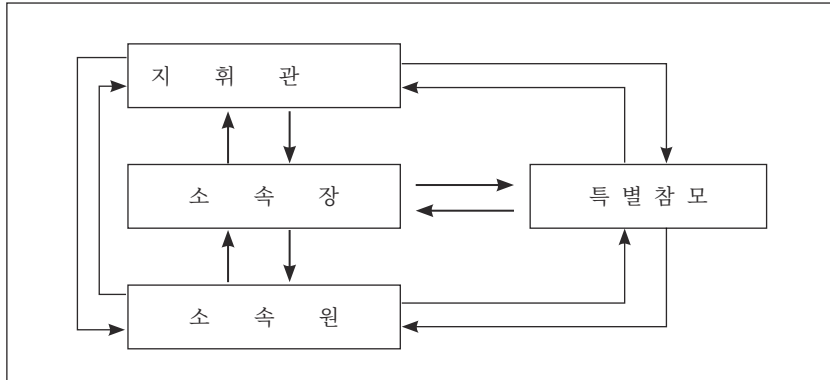 지 휘 관
소 속 장
특 별 참 모
소 속 원